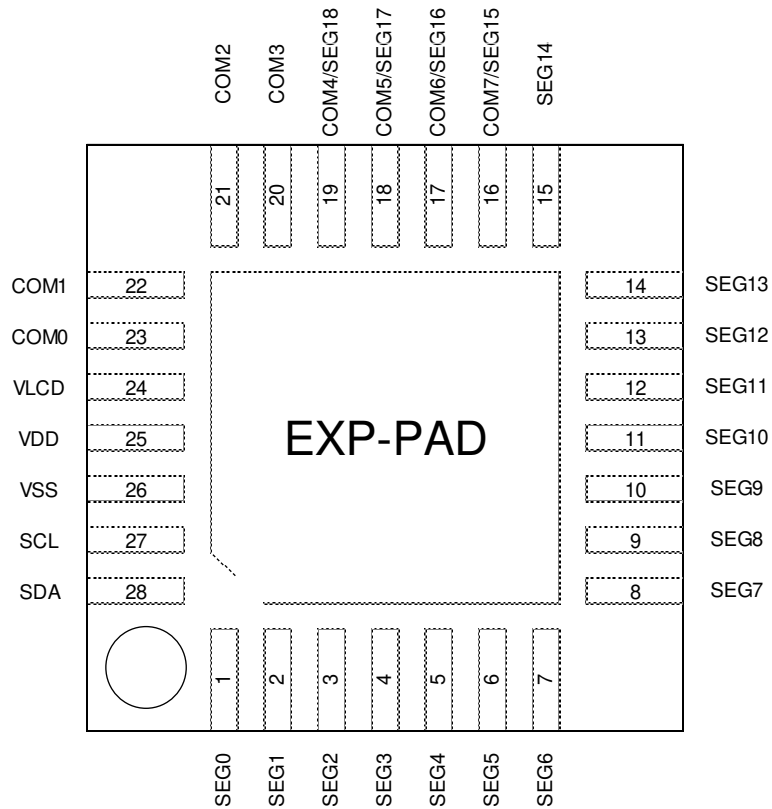 COM2
COM3
COM4/SEG18
COM5/SEG17
COM6/SEG16
COM7/SEG15
SEG14
21
20
19
18
17
16
15
COM1 22
14 SEG13
COM0 23
13 SEG12
VLCD 24
12 SEG11
VDD 25
EXP-PAD
11 SEG10
VSS 26
10 SEG9
SCL 27
9 SEG8
SDA 28
8 SEG7
1
2
3
4
5
6
7
SEG0
SEG1
SEG2
SEG3
SEG4
SEG5
SEG6